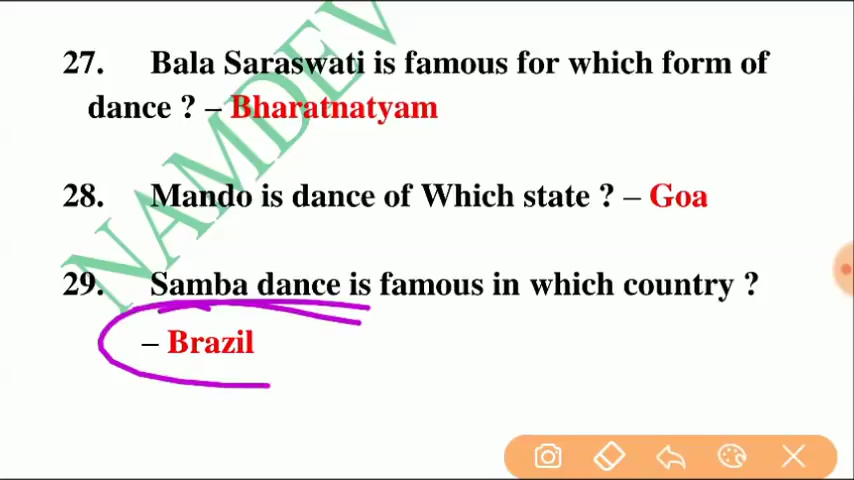 27. Bala Saraswati is famous for which form of
dance ? – Bharatnatyam
28. Mando is dance of Which state ? – Goa
29. Samba dance is famous in which country ?
– Brazil
NAMDEV